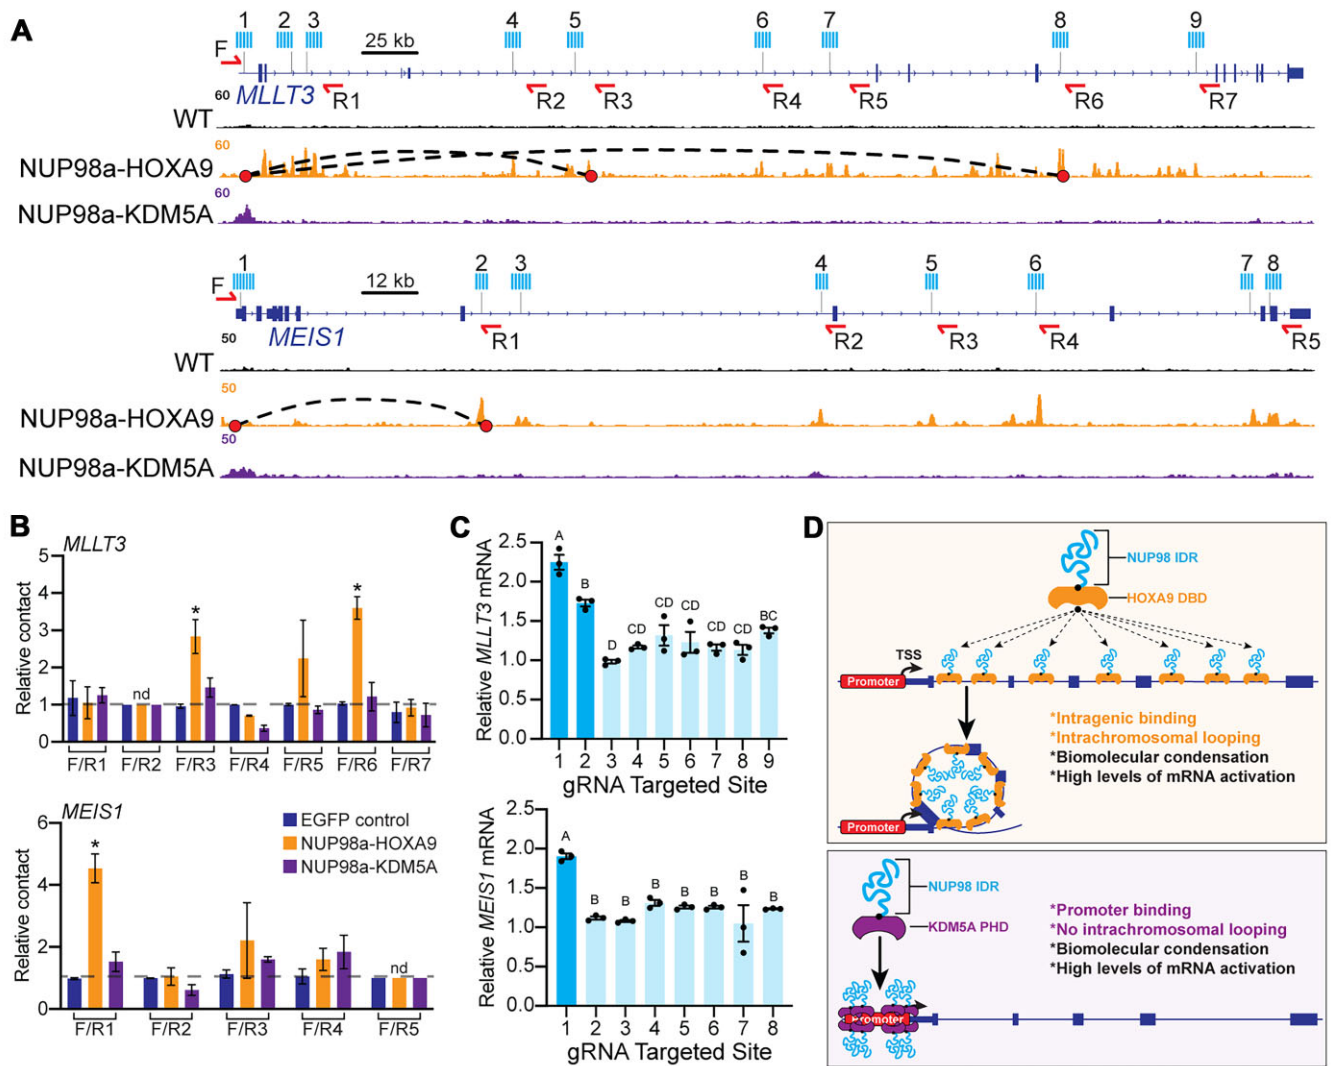 A
1 2 3 4 5 6 7 8 9
F
25 kb
MLLT3 R1 R2 R3 R4 R5 R6 R7
60
WT
60
NUP98a-HOXA9
60
NUP98a-KDM5A
1 2 3 4 5 6 7 8
F
12 kb
MEIS1 R1 R2 R3 R4 R5
50
WT
50
NUP98a-HOXA9
50
NUP98a-KDM5A
B
MLLT3
Relative contact
5
4
3
2
1
0
* *
nd
F/R1 F/R2 F/R3 F/R4 F/R5 F/R6 F/R7
MEIS1
Relative contact
6
4
2
0
*
nd
EGFP control
NUP98a-HOXA9
NUP98a-KDM5A
F/R1 F/R2 F/R3 F/R4 F/R5
C
Relative MLLT3 mRNA
2.5
2.0
1.5
1.0
0.5
0.0
A B D CD CD CD CD CD BC
1 2 3 4 5 6 7 8 9
gRNA Targeted Site
Relative MEIS1 mRNA
2.5
2.0
1.5
1.0
0.5
0.0
A B B B B B B B
1 2 3 4 5 6 7 8
gRNA Targeted Site
D
NUP98 IDR
HOXA9 DBD
TSS
Promoter
*Intragenic binding
*Intrachromosomal looping
*Biomolecular condensation
*High levels of mRNA activation
Promoter
NUP98 IDR
KDM5A PHD
*Promoter binding
*No intrachromosomal looping
*Biomolecular condensation
*High levels of mRNA activation
Promoter